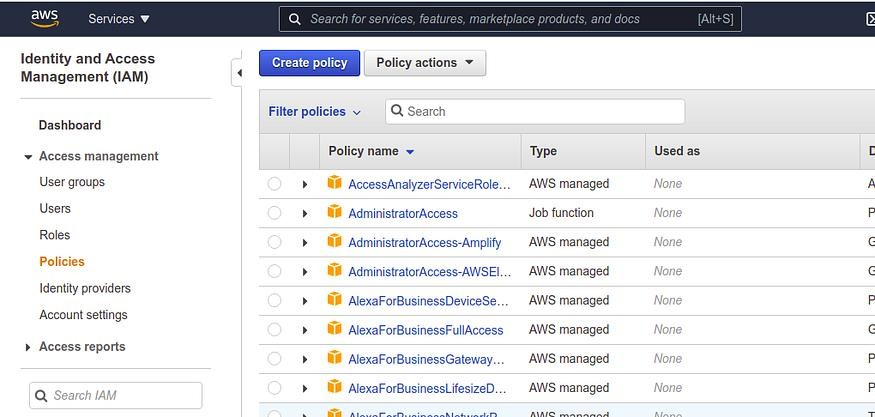 aws
Services
Search for services, features, marketplace products, and docs
[Alt+S]
Identity and Access
Management (IAM)
Dashboard
Access management
User groups
Users
Roles
Policies
Identity providers
Account settings
Access reports
Search IAM
Create policy
Policy actions
Filter policies
Search
Policy name
Type
Used as
AccessAnalyzerServiceRole... AWS managed None
AdministratorAccess Job function None
AdministratorAccess-Amplify AWS managed None
AdministratorAccess-AWSEl... AWS managed None
AlexaForBusinessDeviceSe... AWS managed None
AlexaForBusinessFullAccess AWS managed None
AlexaForBusinessGateway... AWS managed None
AlexaForBusinessLifesizeD... AWS managed None
AlexaForBusinessNetworkP... AWS managed None